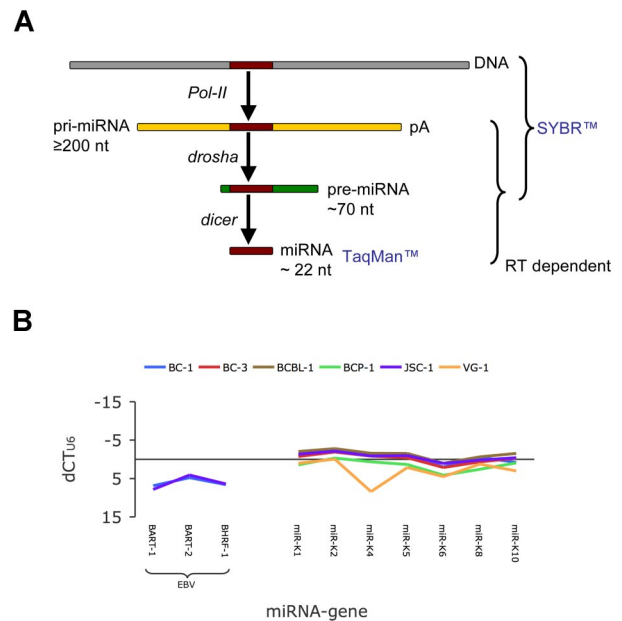 A
DNA
Pol-II
pri-miRNA
≥200 nt
pA
SYBR™
drosha
pre-miRNA
~70 nt
dicer
miRNA
~ 22 nt
TaqMan™
RT dependent
B
BC-1 BC-3 BCBL-1 BCP-1 JSC-1 VG-1
-15
-5
5
15
dCTU6
BART-1
BART-2
BHRF-1
miR-K1
miR-K2
miR-K4
miR-K5
miR-K6
miR-K8
miR-K10
EBV
miRNA-gene